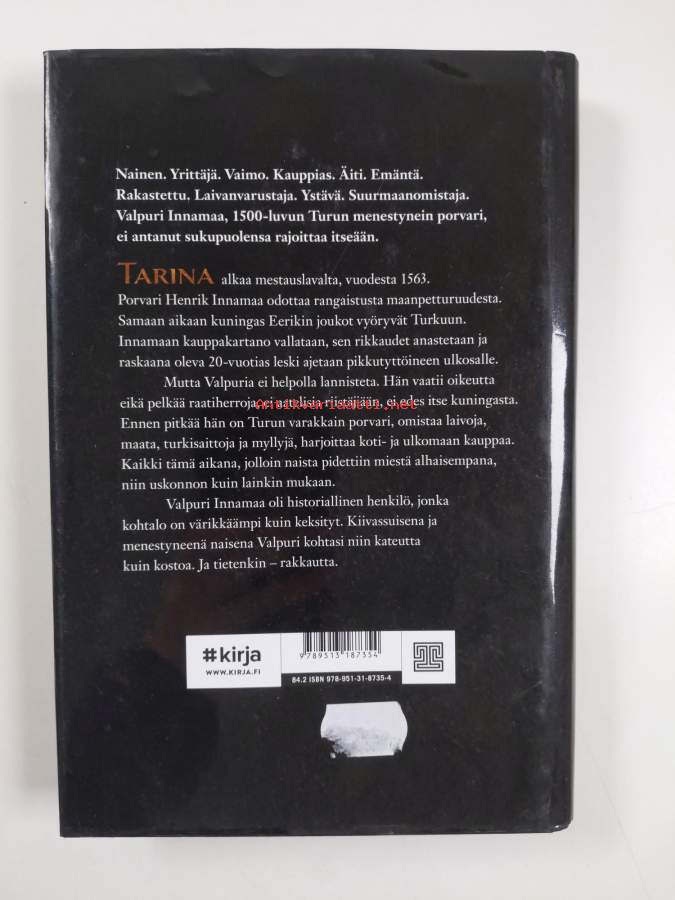 Nainen. Yrittäjä. Vaimo. Kauppias. Äiti. Emäntä.
Rakastettu. Laivanvarustaja. Ystävä. Suurmaanomistaja.
Valpuri Innamaa, 1500-luvun Turun menestynein porvari,
ei antanut sukupuolensa rajoittaa itseään.
TARINA alkaa mestauslavalta, vuodesta 1563.
Porvari Henrik Innamaa odottaa rangaistusta maanpetturuudesta.
Samaan aikaan kuningas Eerikin joukot vyöryvät Turkuun.
Innamaan kauppakartano vallataan, sen rikkaudet anastetaan ja
raskaana oleva 20-vuotias leski ajetaan pikkutyttöineen ulkosalle.
Mutta Valpuria ei helpolla lannisteta. Hän vaatii oikeutta
eikä pelkää raatiherroja, ei aatelisia riistäjiään, ei edes itse kuningasta.
Antikvariaatti.net
Ennen pitkää hän on Turun varakkain porvari, omistaa laivoja,
maata, turkisaittoja ja myllyjä, harjoittaa koti- ja ulkomaan kauppaa.
Kaikki tämä aikana, jolloin naista pidettiin miestä alhaisempana,
niin uskonnon kuin lainkin mukaan.
Valpuri Innamaa oli historiallinen henkilö, jonka
kohtalo on värikkäämpi kuin keksityt. Kiivassuisena ja
menestyneenä naisena Valpuri kohtasi niin kateutta
kuin kostoa. Ja tietenkin – rakkautta.
#kirja
WWW.KIRJA.FI
9789513187354
84.2 ISBN 978-951-31-8735-4